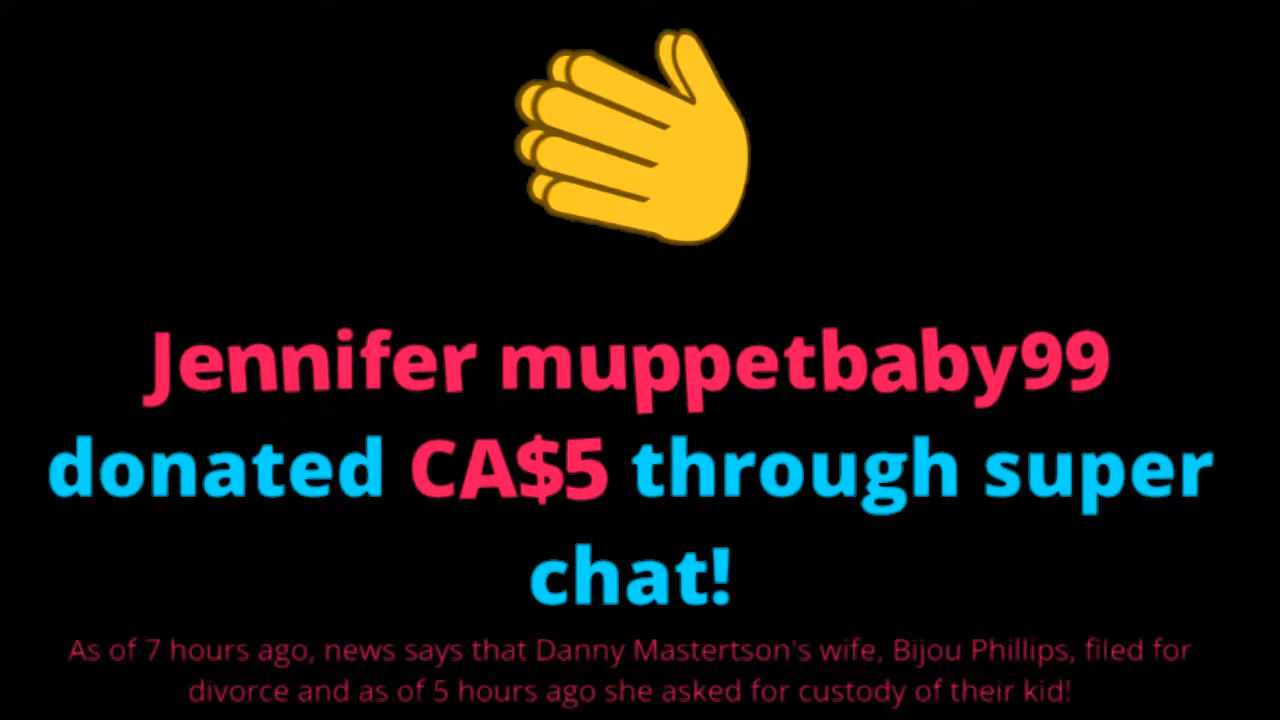 Jennifer muppetbaby99
donated CA$5 through super
chat!
As of 7 hours ago, news says that Danny Mastertson's wife, Bijou Phillips, filed for
divorce and as of 5 hours ago she asked for custody of their kid!